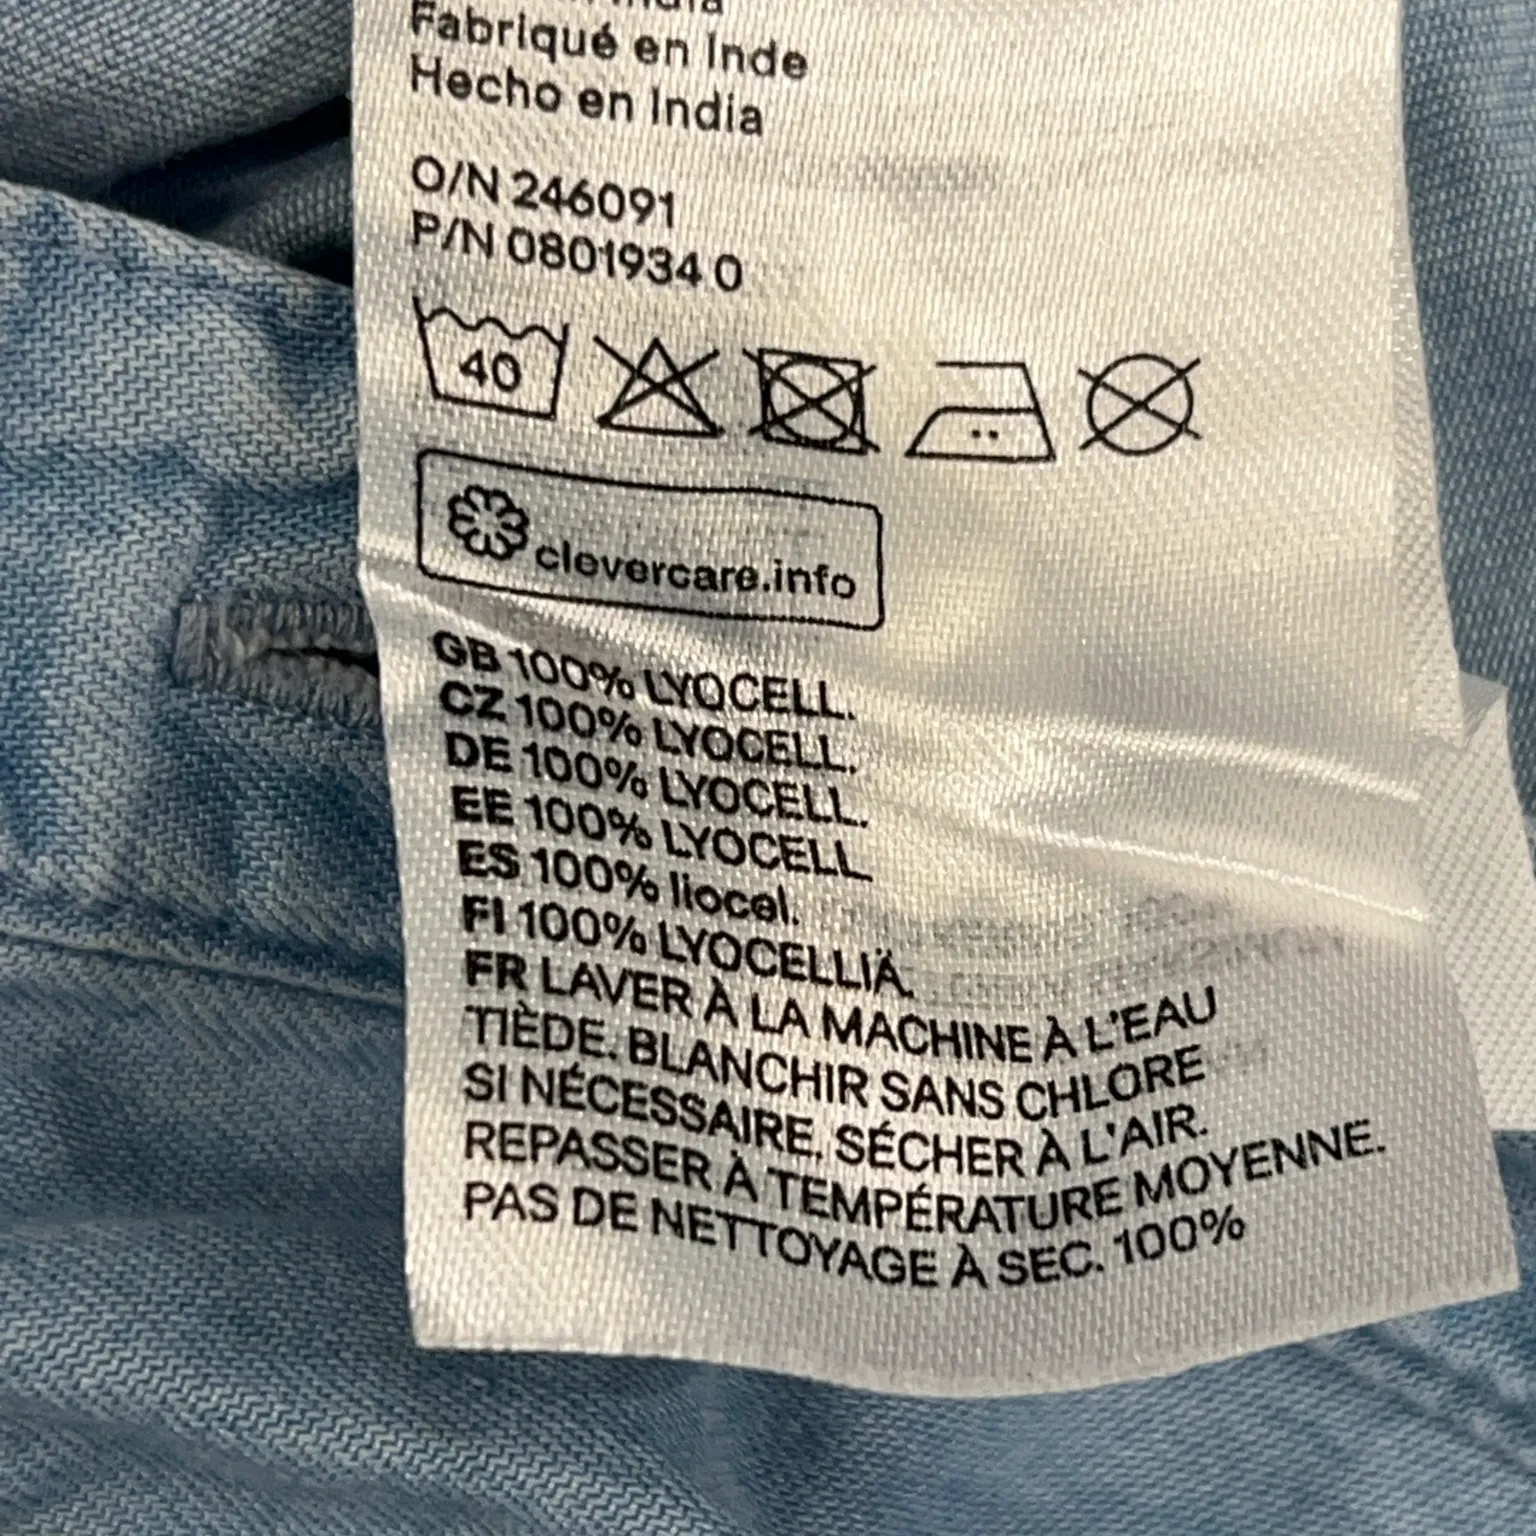 India
Fabriqué en Inde
Hecho en India
O/N 246091
P/N 0801934 0
40
clevercare.info
GB 100% LYOCELL.
CZ 100% LYOCELL.
DE 100% LYOCELL.
EE 100% LYOCELL.
ES 100% liocel.
FI 100% LYOCELLIÄ.
FR LAVER À LA MACHINE À L'EAU
TIÈDE. BLANCHIR SANS CHLORE
SI NÉCESSAIRE. SÉCHER À L'AIR.
REPASSER À TEMPÉRATURE MOYENNE.
PAS DE NETTOYAGE À SEC. 100%